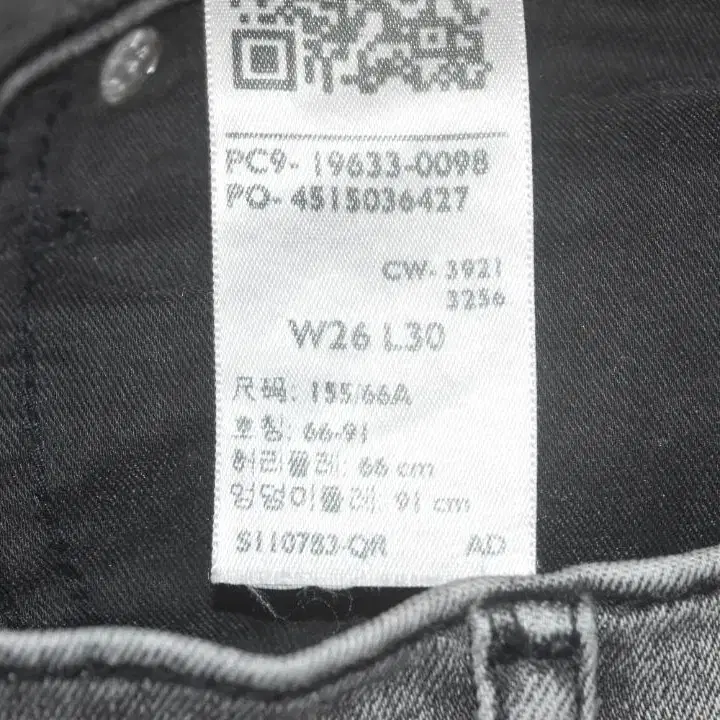 PC9- 19633-0098
PO- 4515036427
CW- 3921
3256
W26 L30
尺码: 155/66A
호칭: 66-91
허리둘레: 66 cm
엉덩이둘레: 91 cm
S110783-QR AD